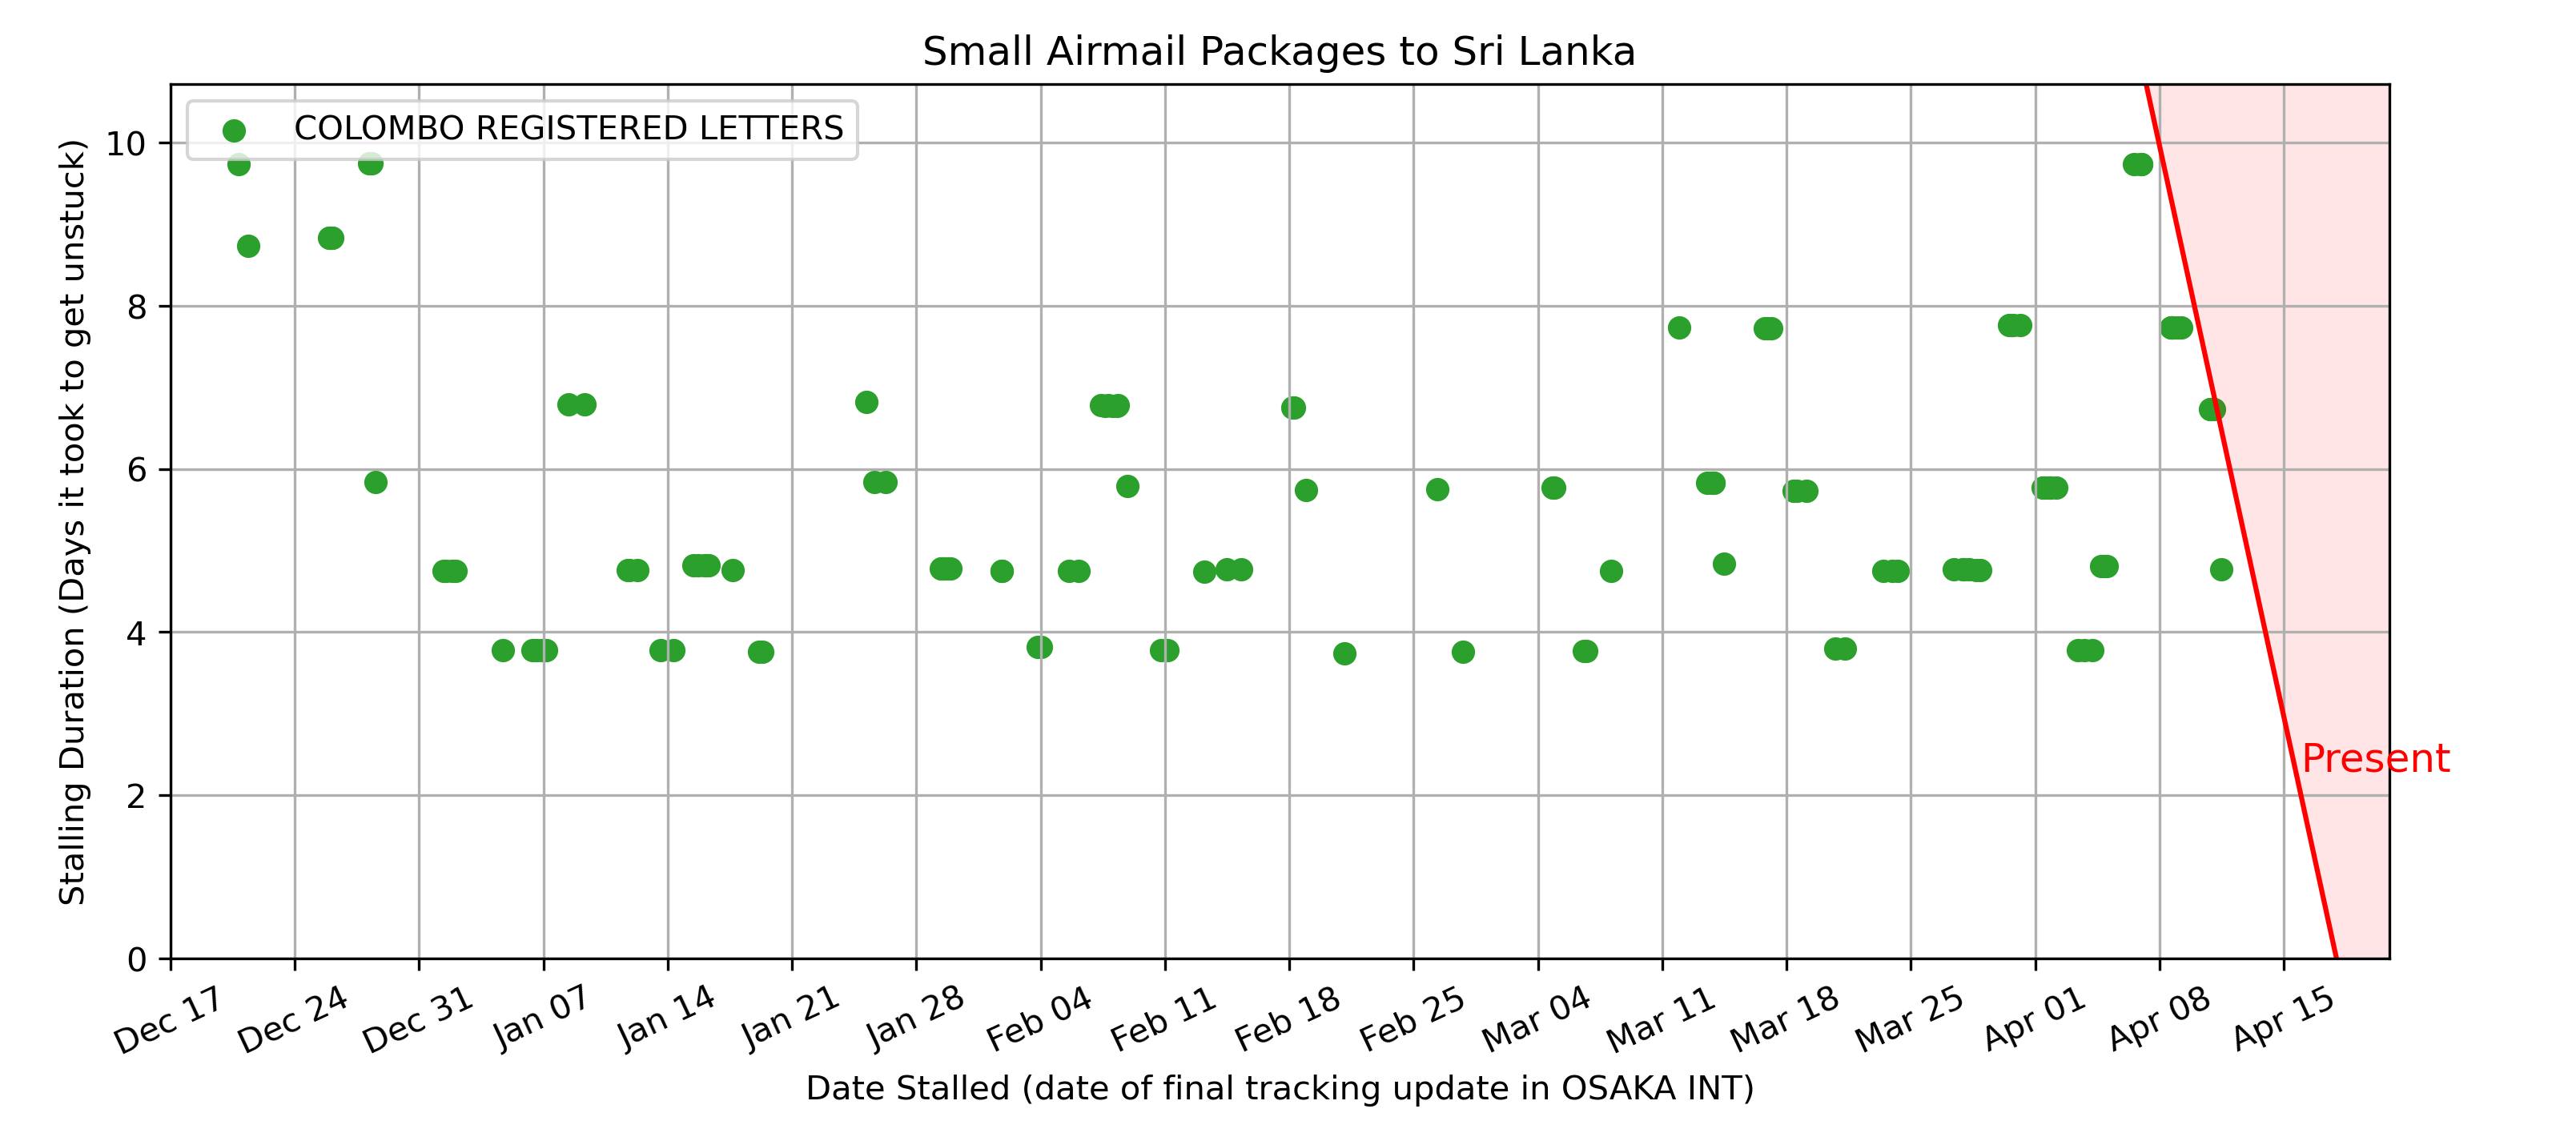 Small Airmail Packages to Sri Lanka
COLOMBO REGISTERED LETTERS
Stalling Duration (Days it took to get unstuck)
10
8
6
4
2
0
Present
Dec 17
Dec 24
Dec 31
Jan 07
Jan 14
Jan 21
Jan 28
Feb 04
Feb 11
Feb 18
Feb 25
Mar 04
Mar 11
Mar 18
Mar 25
Apr 01
Apr 08
Apr 15
Date Stalled (date of final tracking update in OSAKA INT)